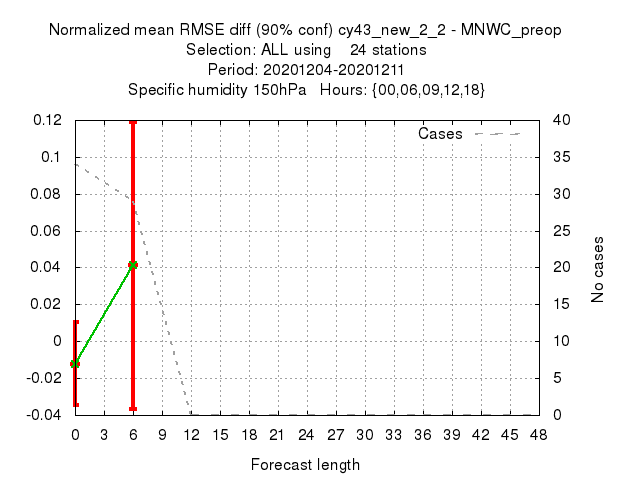 Normalized mean RMSE diff (90% conf) cy43_new_2_2 - MNWC_preop
Selection: ALL using 24 stations
Period: 20201204-20201211
Specific humidity 150hPa Hours: {00,06,09,12,18}
Cases
0.12
0.1
0.08
0.06
0.04
0.02
0
-0.02
-0.04
40
35
30
25
20
15
10
5
0
No cases
0 3 6 9 12 15 18 21 24 27 30 33 36 39 42 45 48
Forecast length